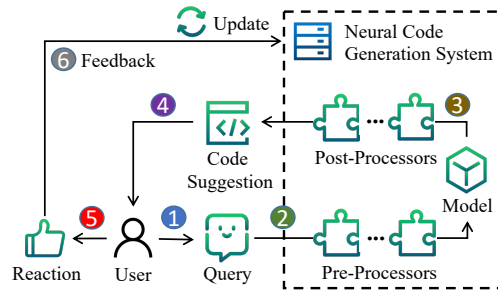 Update
Neural Code
Generation System
6 Feedback
4
3
</>
Code
Suggestion
Post-Processors
Model
5
1
2
Reaction
User
Query
Pre-Processors